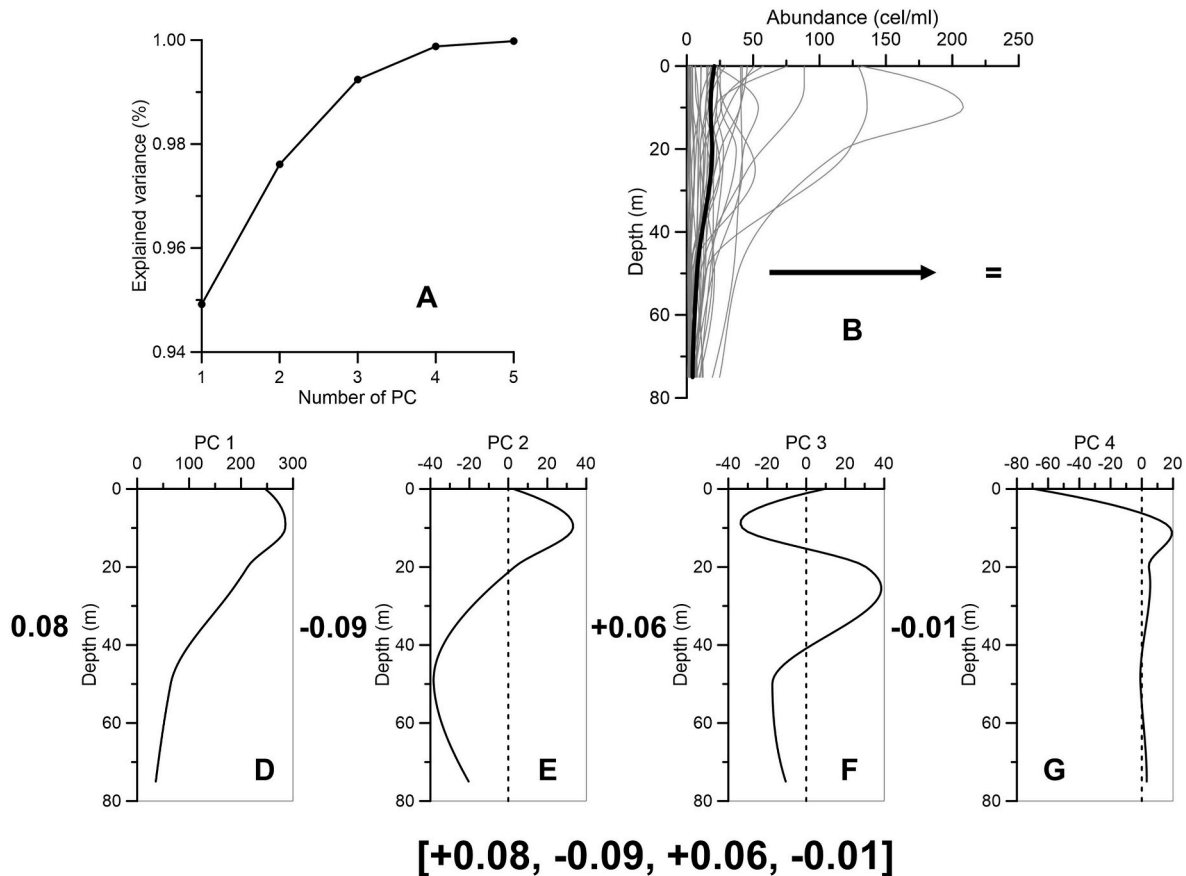 1.00
0.98
0.96
0.94
Explained variance (%)
1 2 3 4 5
Number of PC
A
Abundance (cel/ml)
0 50 100 150 200 250
0
20
40
60
80
Depth (m)
=
B
PC 1
0 100 200 300
0
20
40
60
80
Depth (m)
0.08
D
PC 2
-40 -20 0 20 40
0
20
40
60
80
Depth (m)
-0.09
E
PC 3
-40 -20 0 20 40
0
20
40
60
80
Depth (m)
+0.06
F
PC 4
-80 -60 -40 -20 0 20
0
20
40
60
80
Depth (m)
-0.01
G
[+0.08, -0.09, +0.06, -0.01]